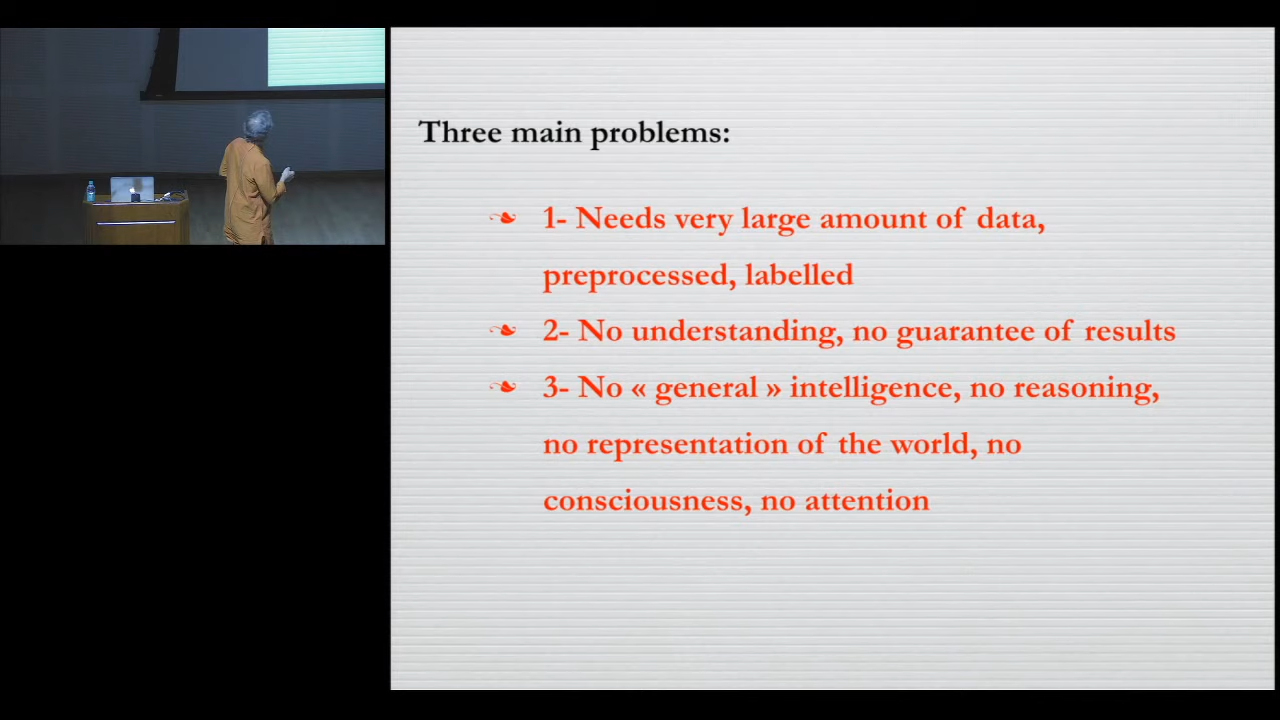 Three main problems:
1- Needs very large amount of data,
preprocessed, labelled
2- No understanding, no guarantee of results
3- No « general » intelligence, no reasoning,
no representation of the world, no
consciousness, no attention